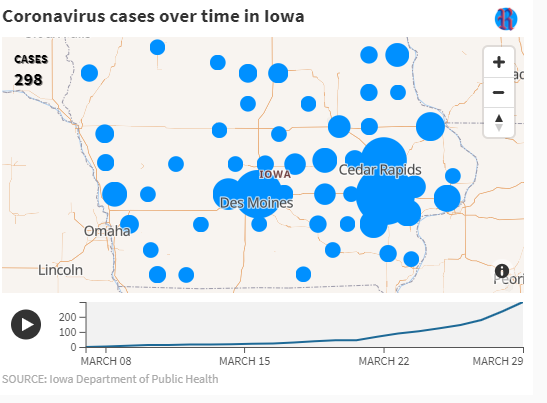 Coronavirus cases over time in Iowa
CASES
298
IOWA
Cedar Rapids
Des Moines
Omaha
Lincoln
200
100
0
MARCH 08
MARCH 15
MARCH 22
MARCH 29
SOURCE: Iowa Department of Public Health